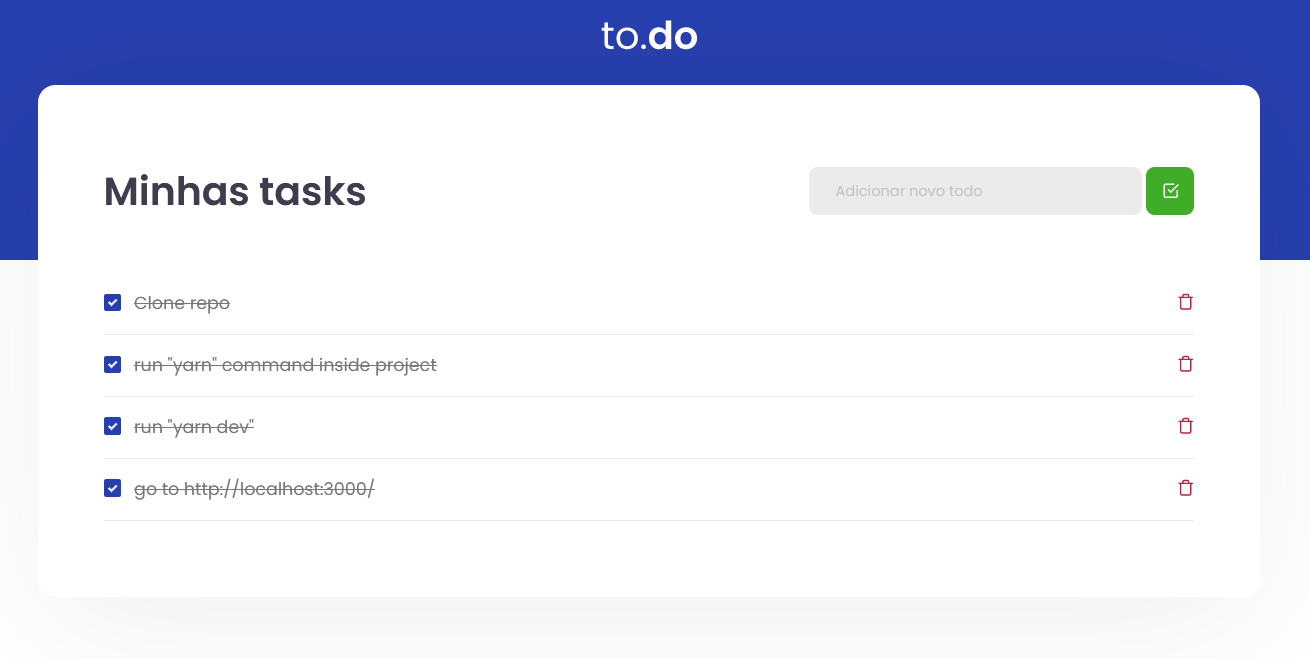 to.do
Minhas tasks
Adicionar novo todo
Clone repo
run "yarn" command inside project
run "yarn dev"
go to http://localhost:3000/